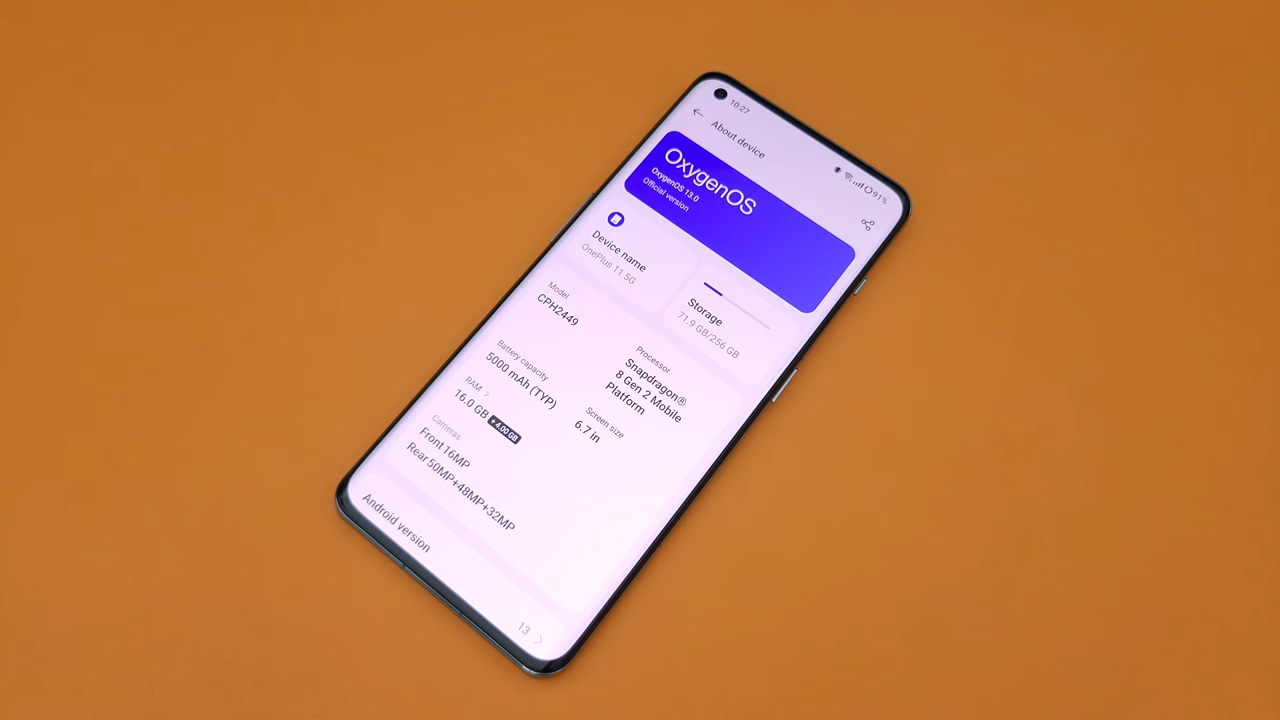 10:27
91%
About device
OxygenOS
OxygenOS 13.0
Official version
Device name
OnePlus 11 5G
Storage
71.9 GB/256 GB
Model
CPH2449
Processor
Snapdragon®
8 Gen 2 Mobile
Platform
Battery capacity
5000 mAh (TYP)
Screen size
6.7 in
RAM
16.0 GB + 4.00 GB
Cameras
Front 16MP
Rear 50MP+48MP+32MP
Android version
13